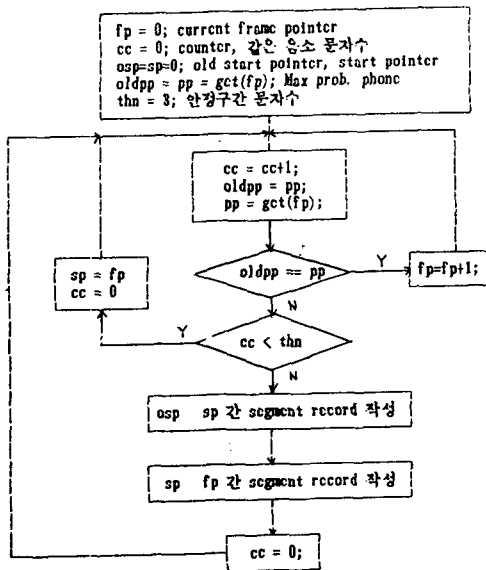 fp = 0; current frame pointer
cc = 0; counter, 같은 음소 문자수
osp=sp=0; old start pointer, start pointer
oldpp = pp = get(fp); Max prob. phone
thn = 3; 안정구간 문자수
cc = cc+1;
oldpp = pp;
pp = get(fp);
oldpp == pp
Y
fp=fp+1;
sp = fp
cc = 0
N
Y
cc < thn
N
osp sp 간 segment record 작성
sp fp 간 segment record 작성
cc = 0;